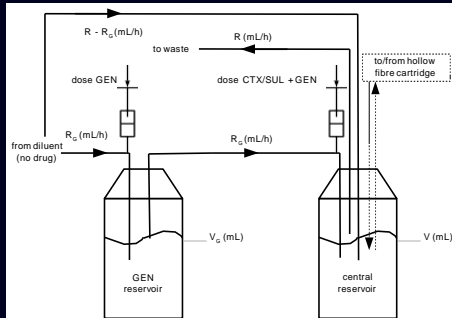 R - R_G (mL/h)
R (mL/h)
to waste
to/from hollow
fibre cartridge
dose GEN
dose CTX/SUL +GEN
R_G (mL/h)
R_G (mL/h)
from diluent
(no drug)
V_G (mL)
V (mL)
GEN
reservoir
central
reservoir